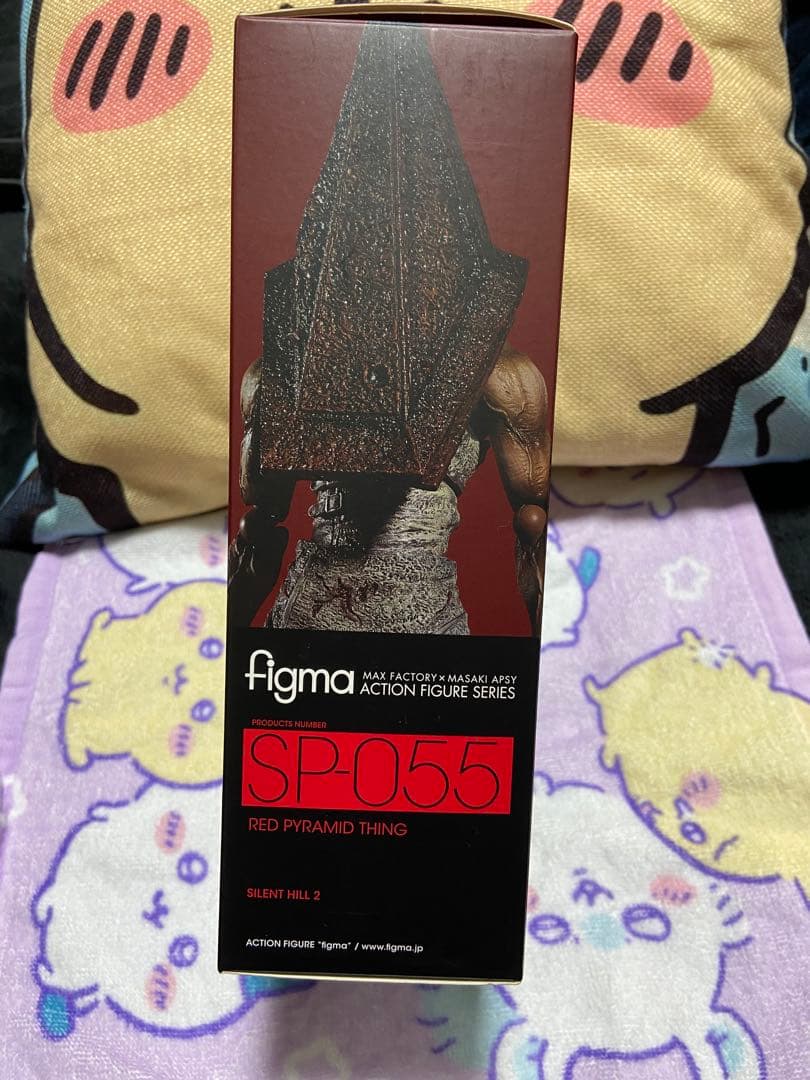 figma
MAX FACTORY × MASAKI APSY
ACTION FIGURE SERIES
PRODUCTS NUMBER
SP-055
RED PYRAMID THING
SILENT HILL 2
ACTION FIGURE "figma" / www.figma.jp